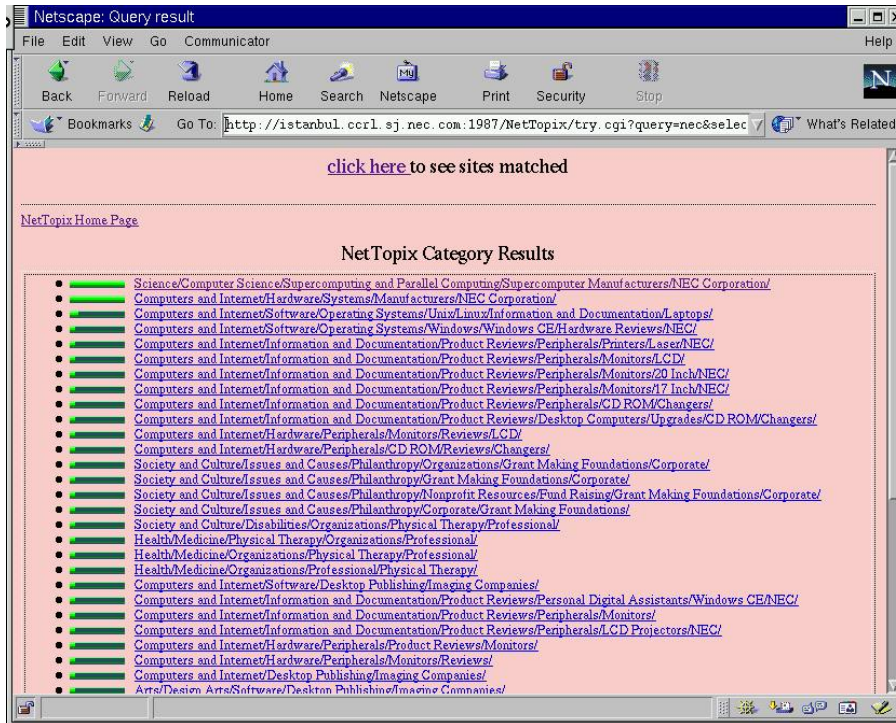 Netscape: Query result
File Edit View Go Communicator Help
Back Forward Reload Home Search Netscape Print Security Stop
My
N
Bookmarks Go To: http://istanbul.ccrl.sj.nec.com:1987/NetTopix/try.cgi?query=nec&selec What's Related
click here to see sites matched
NetTopix Home Page
NetTopix Category Results
Science/Computer Science/Supercomputing and Parallel Computing/Supercomputer Manufacturers/NEC Corporation/
Computers and Internet/Hardware/Systems/Manufacturers/NEC Corporation/
Computers and Internet/Software/Operating Systems/Unix/Linux/Information and Documentation/Laptops/
Computers and Internet/Software/Operating Systems/Windows/Windows CE/Hardware Reviews/NEC/
Computers and Internet/Information and Documentation/Product Reviews/Peripherals/Printers/Laser/NEC/
Computers and Internet/Information and Documentation/Product Reviews/Peripherals/Monitors/LCD/
Computers and Internet/Information and Documentation/Product Reviews/Peripherals/Monitors/20 Inch/NEC/
Computers and Internet/Information and Documentation/Product Reviews/Peripherals/Monitors/17 Inch/NEC/
Computers and Internet/Information and Documentation/Product Reviews/Peripherals/CD ROM/Changers/
Computers and Internet/Information and Documentation/Product Reviews/Desktop Computers/Upgrades/CD ROM/Changers/
Computers and Internet/Hardware/Peripherals/Monitors/Reviews/LCD/
Computers and Internet/Hardware/Peripherals/CD ROM/Reviews/Changers/
Society and Culture/Issues and Causes/Philanthropy/Organizations/Grant Making Foundations/Corporate/
Society and Culture/Issues and Causes/Philanthropy/Grant Making Foundations/Corporate/
Society and Culture/Issues and Causes/Philanthropy/Nonprofit Resources/Fund Raising/Grant Making Foundations/Corporate/
Society and Culture/Issues and Causes/Philanthropy/Corporate/Grant Making Foundations/
Society and Culture/Disabilities/Organizations/Physical Therapy/Professional/
Health/Medicine/Physical Therapy/Organizations/Professional/
Health/Medicine/Organizations/Physical Therapy/Professional/
Health/Medicine/Organizations/Professional/Physical Therapy/
Computers and Internet/Software/Desktop Publishing/Imaging Companies/
Computers and Internet/Information and Documentation/Product Reviews/Personal Digital Assistants/Windows CE/NEC/
Computers and Internet/Information and Documentation/Product Reviews/Peripherals/Monitors/
Computers and Internet/Information and Documentation/Product Reviews/Peripherals/LCD Projectors/NEC/
Computers and Internet/Hardware/Peripherals/Product Reviews/Monitors/
Computers and Internet/Hardware/Peripherals/Monitors/Reviews/
Computers and Internet/Desktop Publishing/Imaging Companies/
Arts/Design Arts/Software/Desktop Publishing/Imaging Companies/